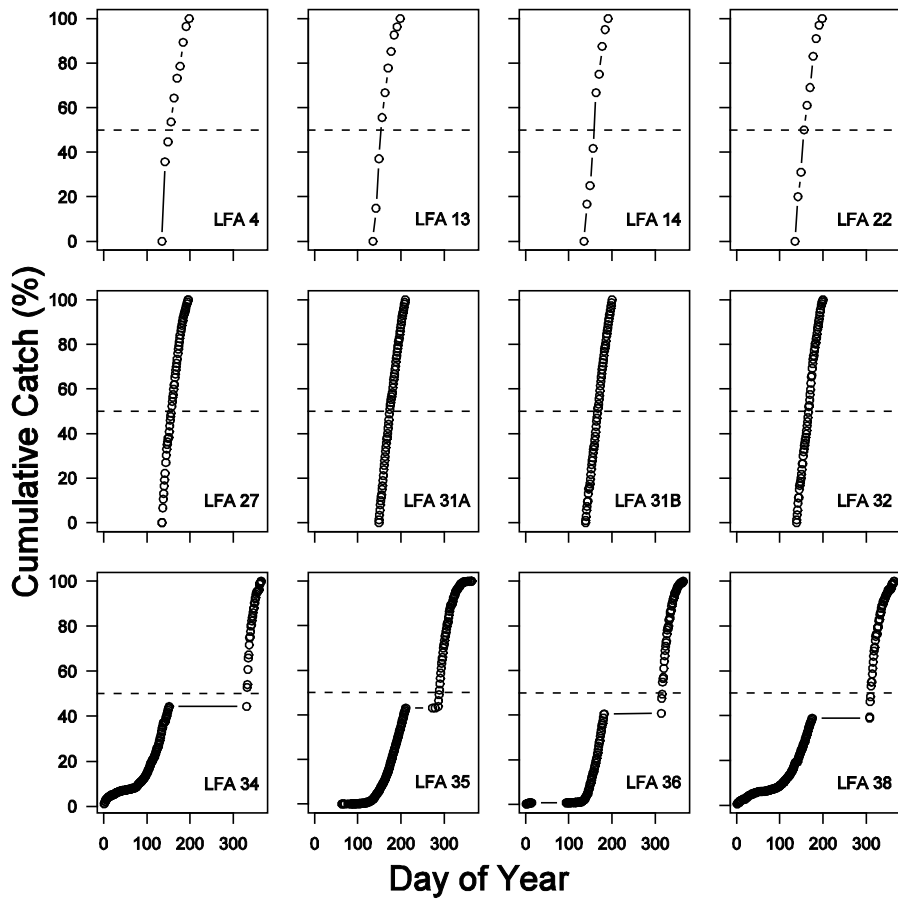 100
80
60
40
20
0
LFA 4
LFA 13
LFA 14
LFA 22
Cumulative Catch (%)
100
80
60
40
20
0
LFA 27
LFA 31A
LFA 31B
LFA 32
100
80
60
40
20
0
LFA 34
LFA 35
LFA 36
LFA 38
0 100 200 300
0 100 200 300
0 100 200 300
0 100 200 300
Day of Year